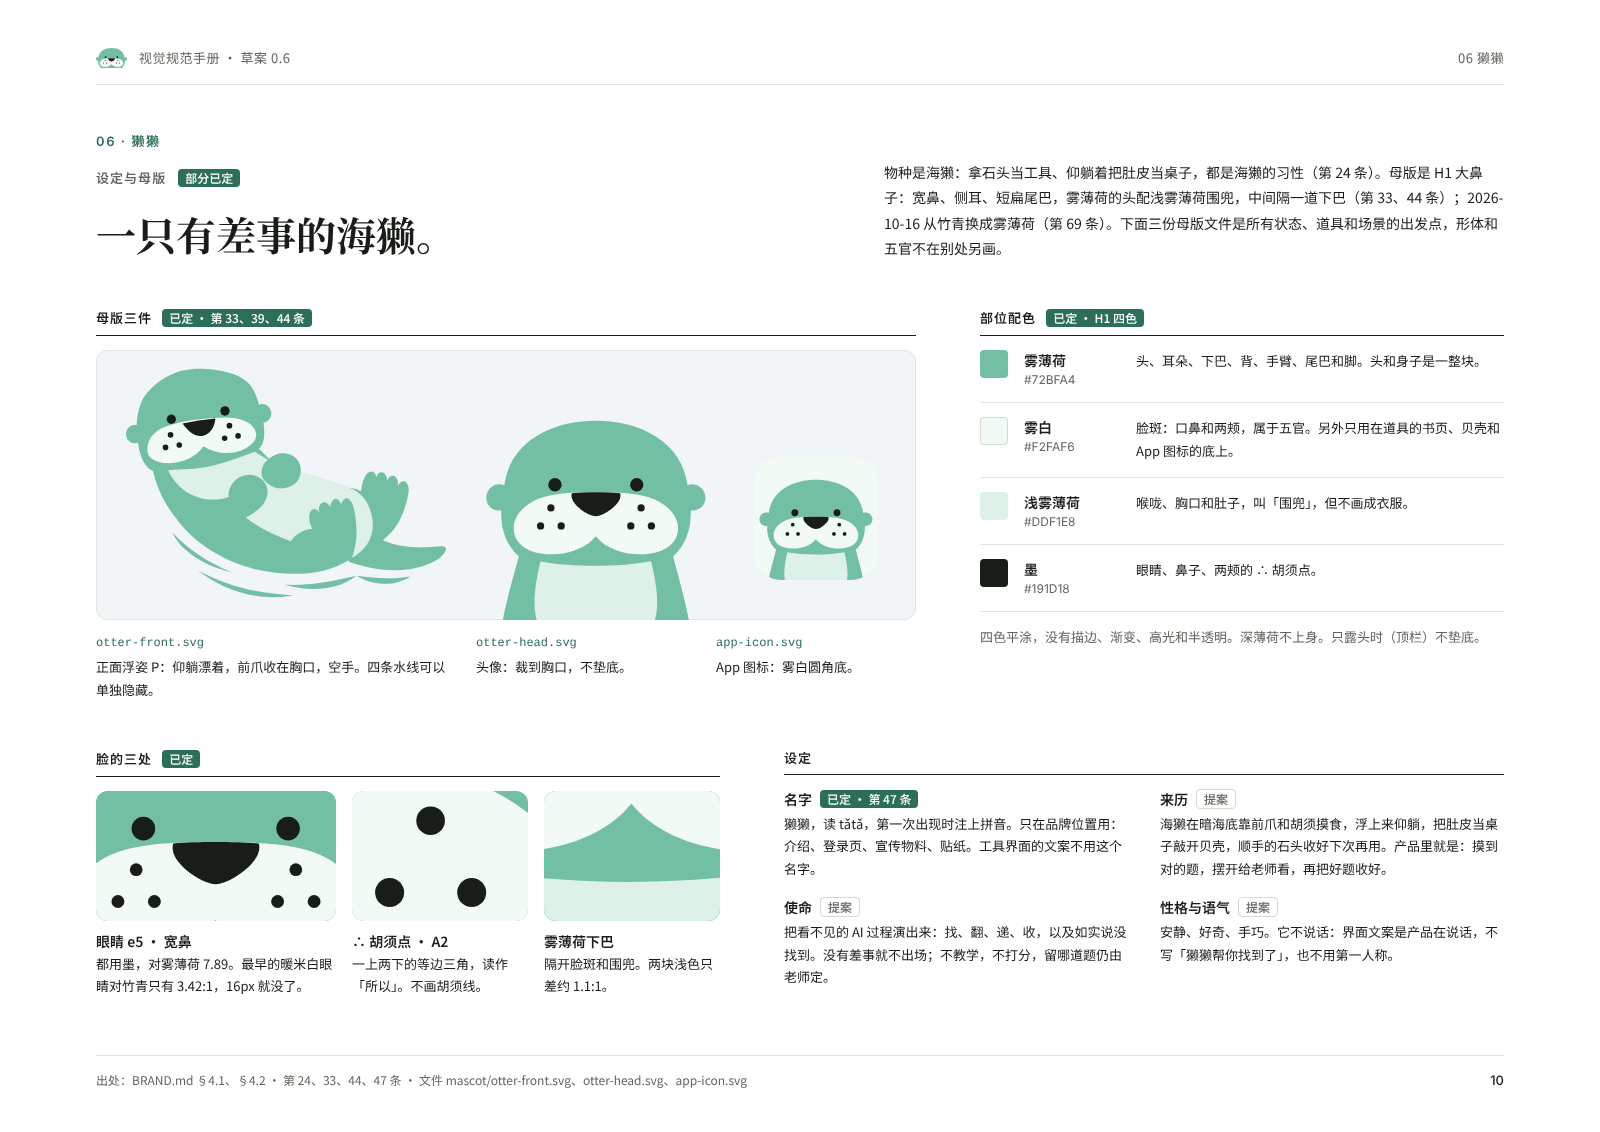 视觉规范手册 · 草案 0.6
06 獭獭
06 · 獭獭
设定与母版 部分已定
一只有差事的海獭。
物种是海獭：拿石头当工具、仰躺着把肚皮当桌子，都是海獭的习性（第 24 条）。母版是 H1 大鼻
子：宽鼻、侧耳、短扁尾巴，雾薄荷的头配浅雾薄荷围兜，中间隔一道下巴（第 33、44 条）；2026-
10-16 从竹青换成雾薄荷（第 69 条）。下面三份母版文件是所有状态、道具和场景的出发点，形体和
五官不在别处另画。
母版三件 已定 · 第 33、39、44 条
otter-front.svg
正面浮姿 P：仰躺漂着，前爪收在胸口，空手。四条水线可以
单独隐藏。
otter-head.svg
头像：裁到胸口，不垫底。
app-icon.svg
App 图标：雾白圆角底。
部位配色 已定 · H1 四色
雾薄荷
#72BFA4
头、耳朵、下巴、背、手臂、尾巴和脚。头和身子是一整块。
雾白
#F2FAF6
脸斑：口鼻和两颊，属于五官。另外只用在道具的书页、贝壳和
App 图标的底上。
浅雾薄荷
#DDF1E8
喉咙、胸口和肚子，叫「围兜」，但不画成衣服。
墨
#191D18
眼睛、鼻子、两颊的 ∴ 胡须点。
四色平涂，没有描边、渐变、高光和半透明。深薄荷不上身。只露头时（顶栏）不垫底。
脸的三处 已定
眼睛 e5 · 宽鼻
都用墨，对雾薄荷 7.89。最早的暖米白眼
睛对竹青只有 3.42:1，16px 就没了。
∴ 胡须点 · A2
一上两下的等边三角，读作
「所以」。不画胡须线。
雾薄荷下巴
隔开脸斑和围兜。两块浅色只
差约 1.1:1。
设定
名字 已定 · 第 47 条
獭獭，读 tǎtǎ，第一次出现时注上拼音。只在品牌位置用：
介绍、登录页、宣传物料、贴纸。工具界面的文案不用这个
名字。
来历 提案
海獭在暗海底靠前爪和胡须摸食，浮上来仰躺，把肚皮当桌
子敲开贝壳，顺手的石头收好下次再用。产品里就是：摸到
对的题，摆开给老师看，再把好题收好。
使命 提案
把看不见的 AI 过程演出来：找、翻、递、收，以及如实说没
找到。没有差事就不出场；不教学，不打分，留哪道题仍由
老师定。
性格与语气 提案
安静、好奇、手巧。它不说话：界面文案是产品在说话，不
写「獭獭帮你找到了」，也不用第一人称。
出处：BRAND.md §4.1、§4.2 · 第 24、33、44、47 条 · 文件 mascot/otter-front.svg、otter-head.svg、app-icon.svg
10